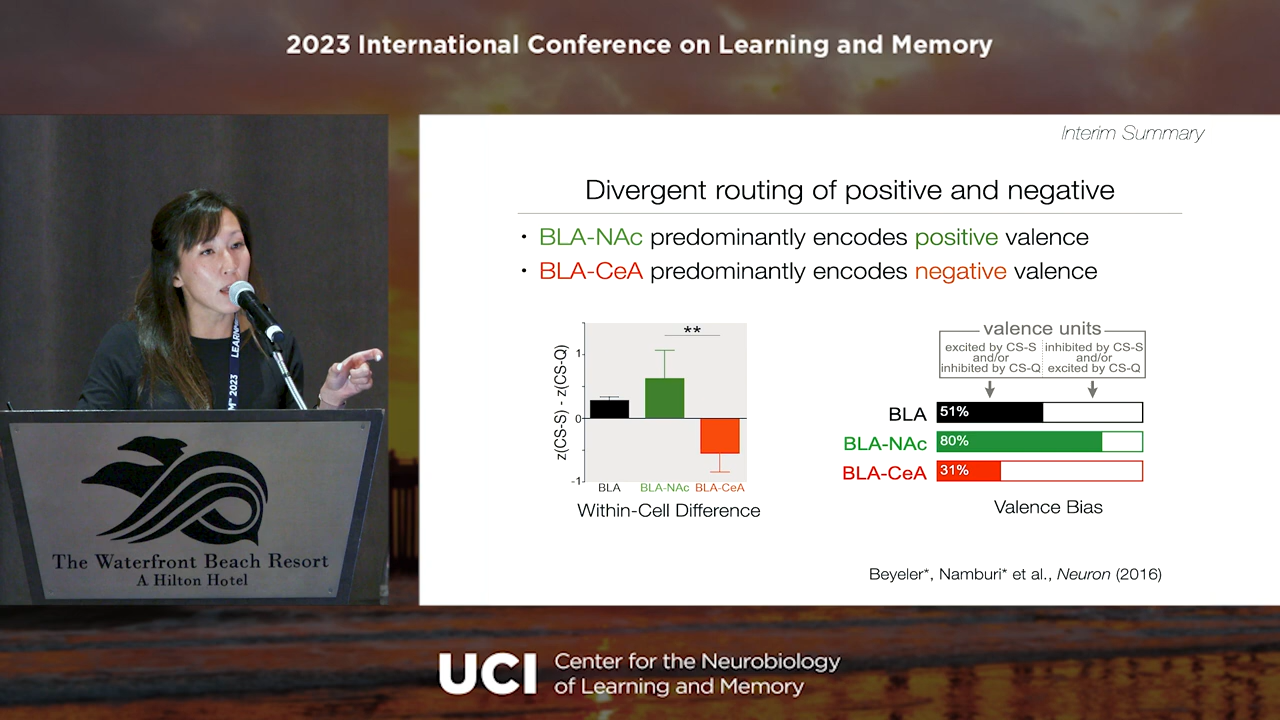 2023 International Conference on Learning and Memory
Interim Summary
Divergent routing of positive and negative
• BLA-NAc predominantly encodes positive valence
• BLA-CeA predominantly encodes negative valence
**
z(CS-S) - z(CS-Q)
1
0
-1
BLA BLA-NAc BLA-CeA
Within-Cell Difference
valence units
excited by CS-S
and/or
inhibited by CS-Q
inhibited by CS-S
and/or
excited by CS-Q
BLA 51%
BLA-NAc 80%
BLA-CeA 31%
Valence Bias
Beyeler*, Namburi* et al., Neuron (2016)
The Waterfront Beach Resort
A Hilton Hotel
UCI Center for the Neurobiology
of Learning and Memory